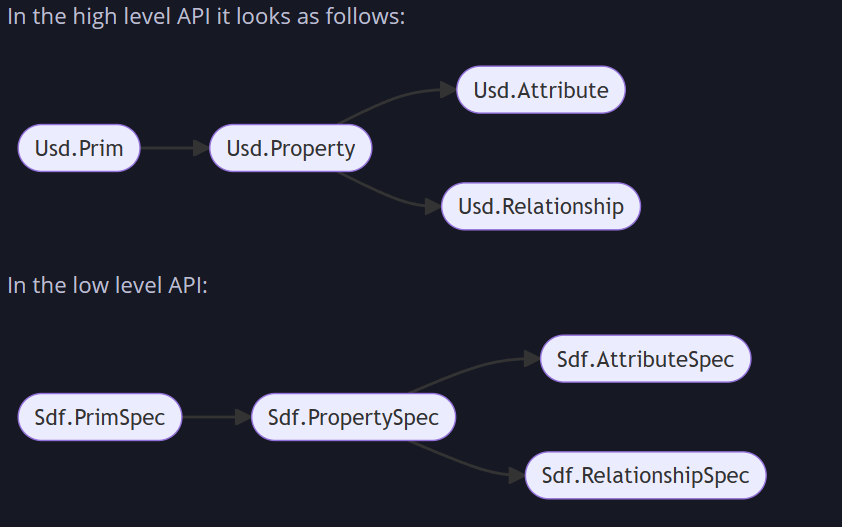 In the high level API it looks as follows:
Usd.Attribute
Usd.Prim
Usd.Property
Usd.Relationship
In the low level API:
Sdf.AttributeSpec
Sdf.PrimSpec
Sdf.PropertySpec
Sdf.RelationshipSpec